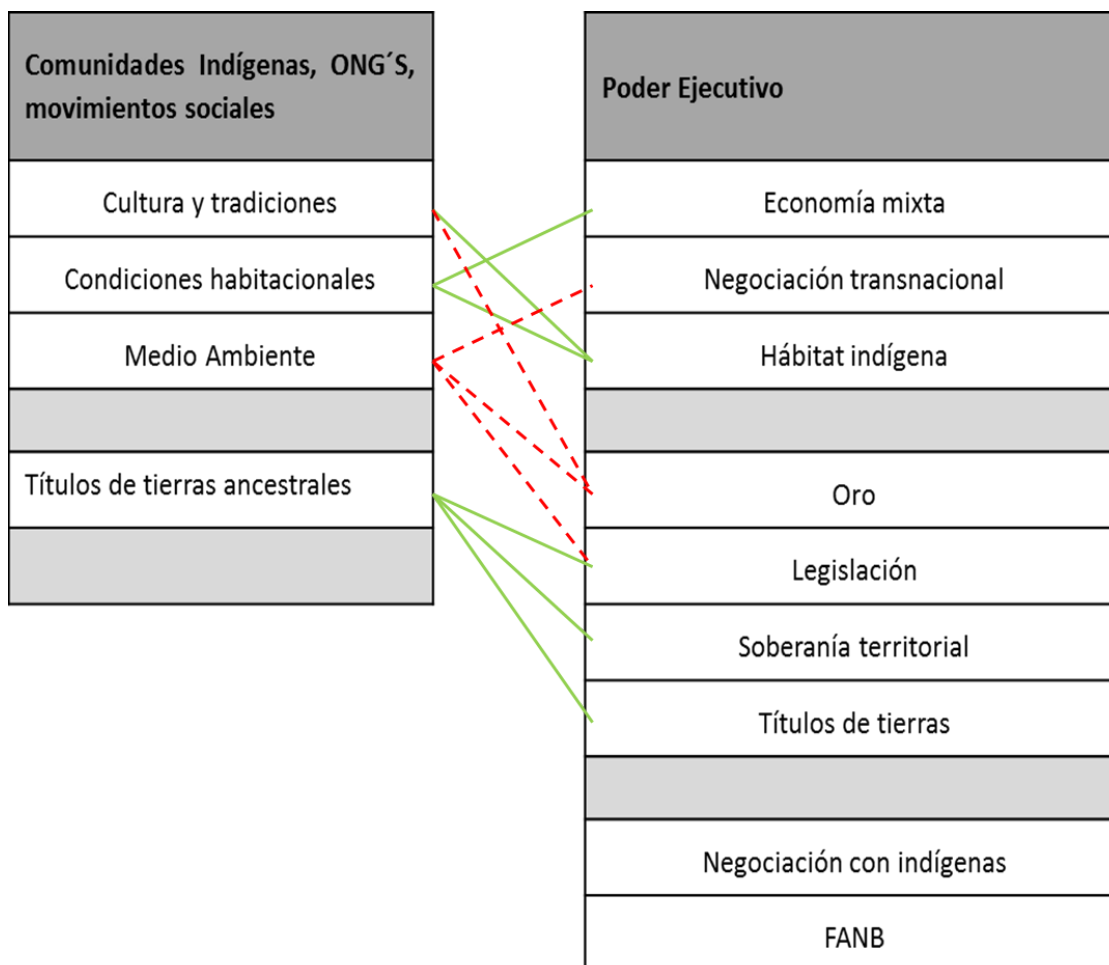 Comunidades Indígenas, ONG´S,
movimientos sociales
Cultura y tradiciones
Condiciones habitacionales
Medio Ambiente
Títulos de tierras ancestrales
Poder Ejecutivo
Economía mixta
Negociación transnacional
Hábitat indígena
Oro
Legislación
Soberanía territorial
Títulos de tierras
Negociación con indígenas
FANB